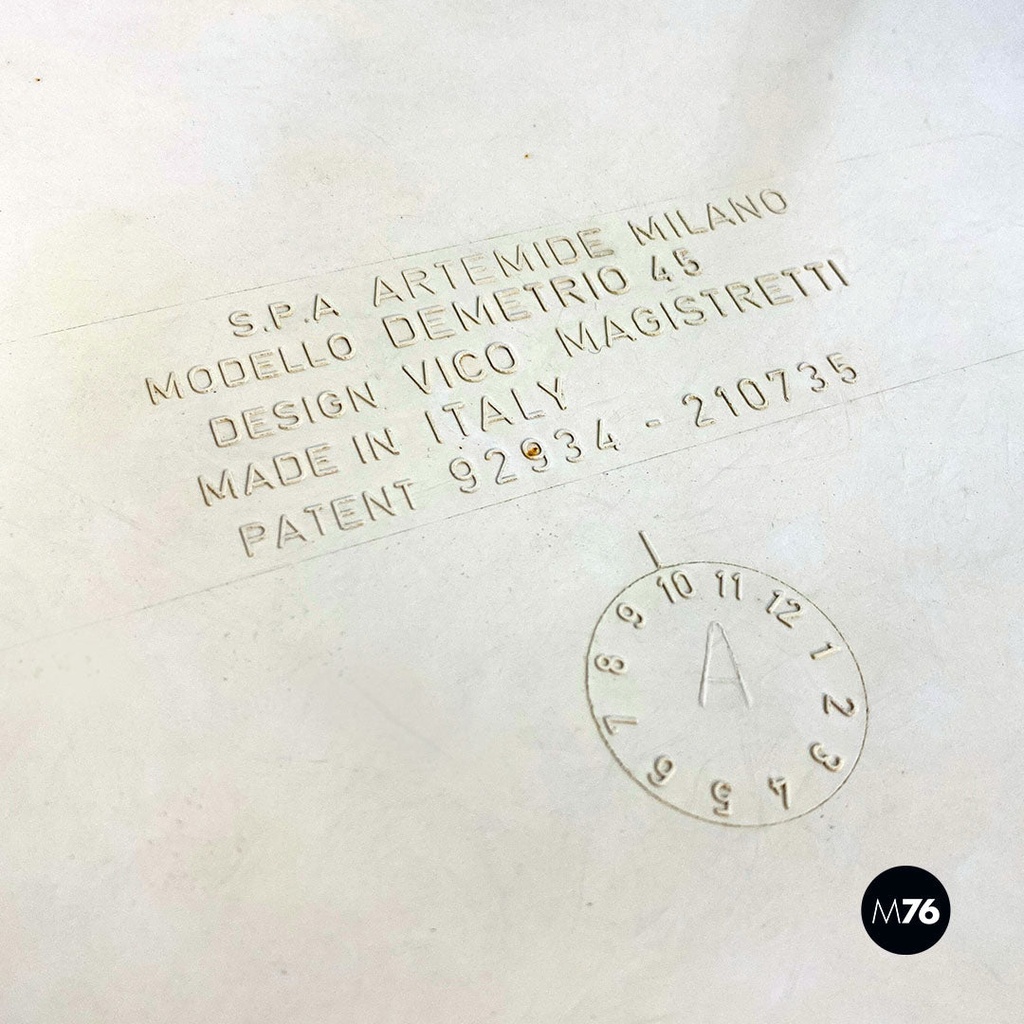 S.P.A ARTEMIDE MILANO
MODELLO DEMETRIO 45
DESIGN VICO MAGISTRETTI
MADE IN ITALY
PATENT 92934 - 210735
10 11 12 1 2 3 4 5 6 7 8 9
A
M76